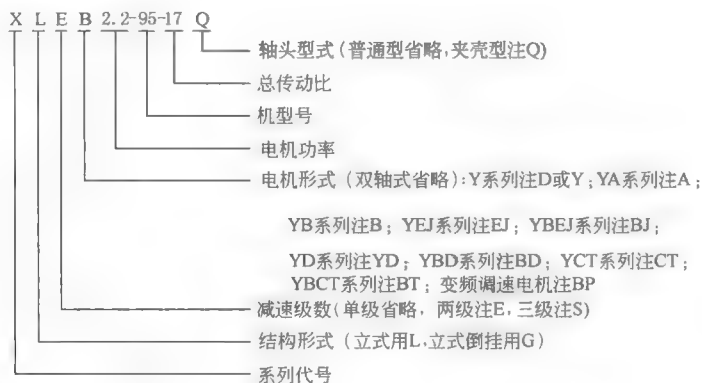 X L E B 2.2-95-17 Q
轴头型式(普通型省略,夹壳型注Q)
总传动比
机型号
电机功率
电机形式(双轴式省略):Y系列注D或Y;YA系列注A;
YB系列注B;YEJ系列注EJ;YBEJ系列注BJ;
YD系列注YD;YBD系列注BD;YCT系列注CT;
YBCT系列注BT;变频调速电机注BP
减速级数(单级省略,两级注E,三级注S)
结构形式(立式用L.立式倒挂用G)
系列代号